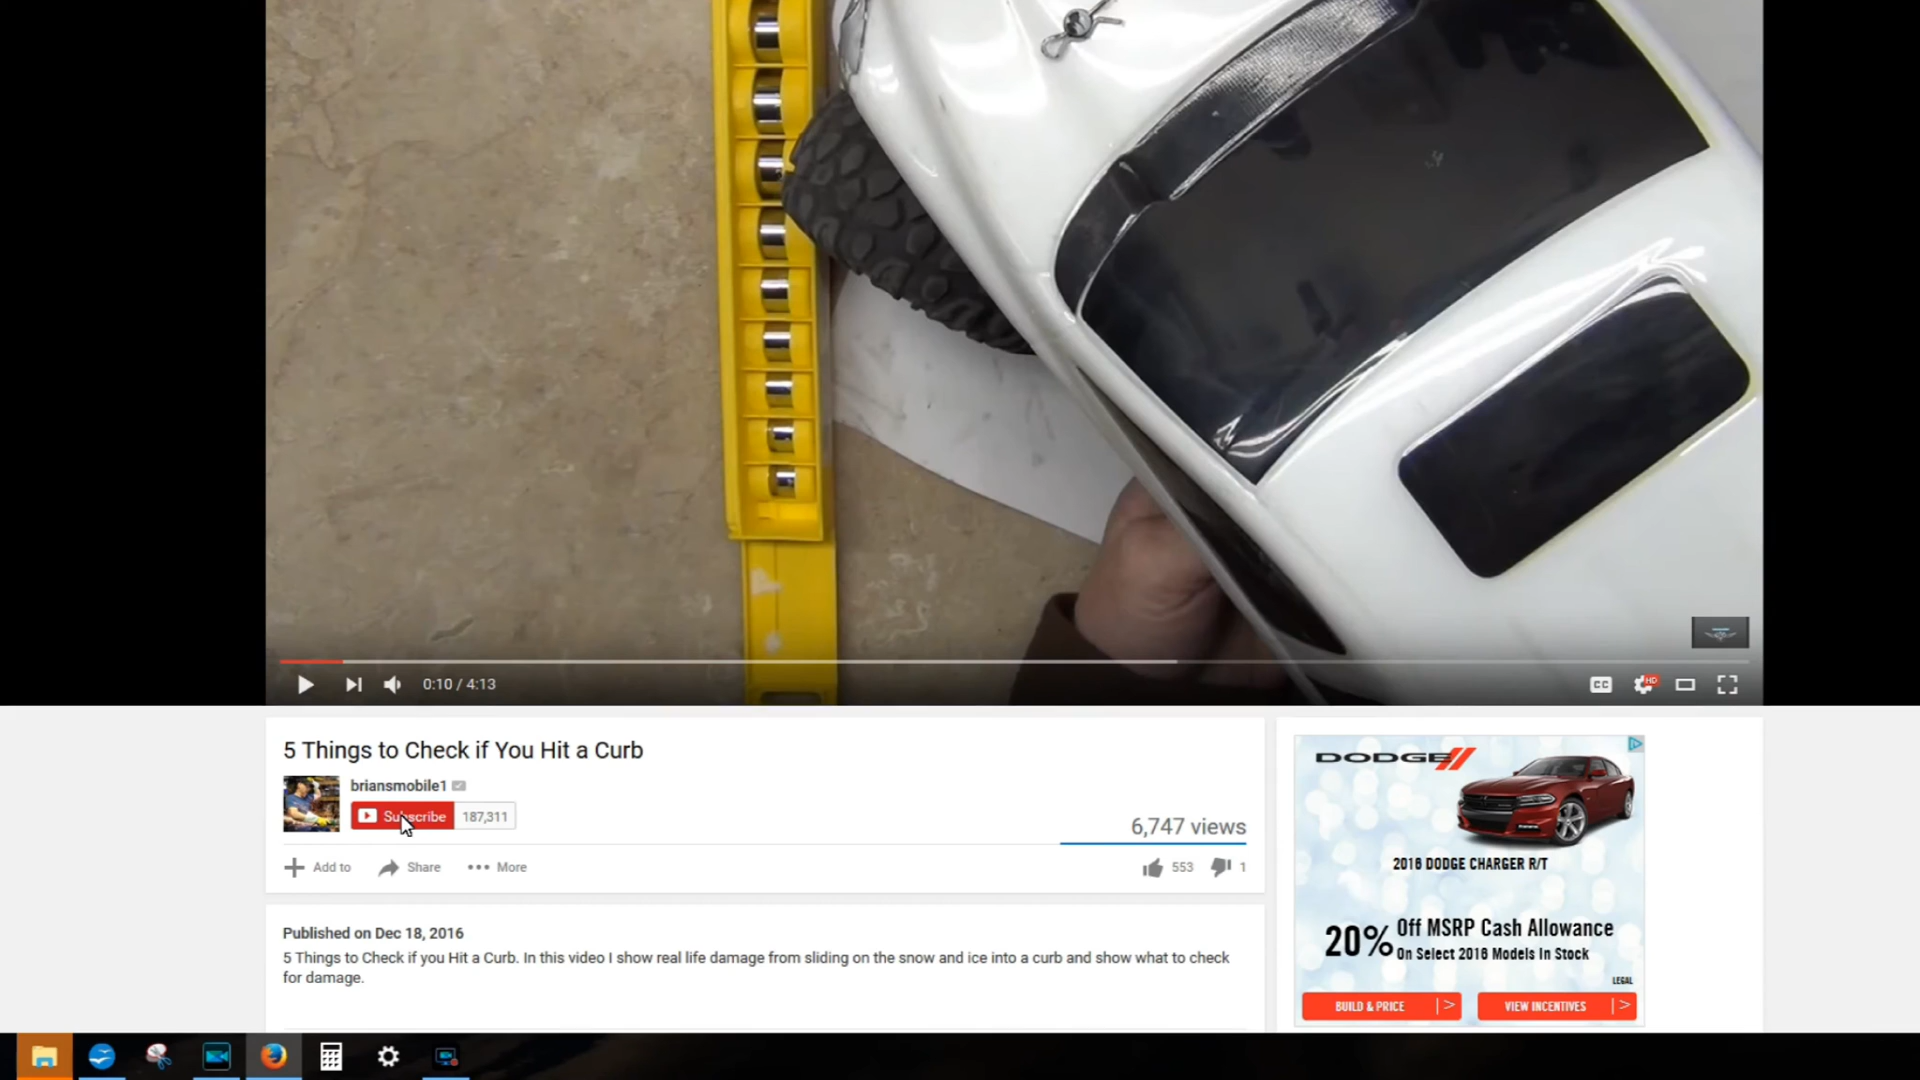 0:10 / 4:13
CC
HD
5 Things to Check if You Hit a Curb
briansmobile1
Subscribe 187,311
6,747 views
Add to
Share
More
553
1
Published on Dec 18, 2016
5 Things to Check if you Hit a Curb. In this video I show real life damage from sliding on the snow and ice into a curb and show what to check
for damage.
DODGE
2016 DODGE CHARGER R/T
20% Off MSRP Cash Allowance
On Select 2016 Models In Stock
LEGAL
BUILD & PRICE >
VIEW INCENTIVES >